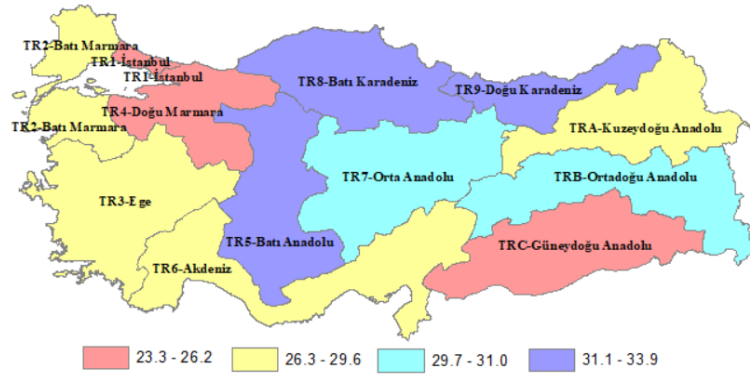 TR2-Batı Marmara
TR1-İstanbul
TR1-İstanbul
TR8-Batı Karadeniz
TR9-Doğu Karadeniz
TR4-Doğu Marmara
TR2-Batı Marmara
TRA-Kuzeydoğu Anadolu
TR7-Orta Anadolu
TRB-Ortadoğu Anadolu
TR3-Ege
TR5-Batı Anadolu
TRC-Güneydoğu Anadolu
TR6-Akdeniz
23.3 - 26.2
26.3 - 29.6
29.7 - 31.0
31.1 - 33.9